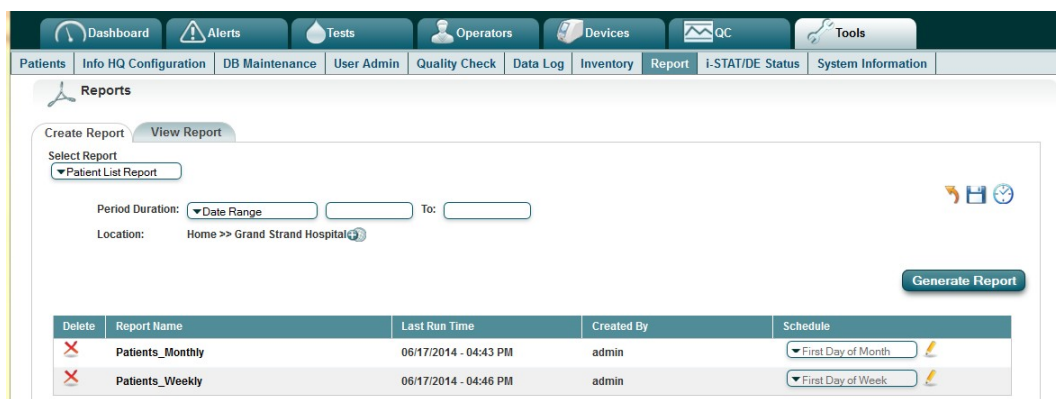 Dashboard Alerts Tests Operators Devices QC Tools
Patients Info HQ Configuration DB Maintenance User Admin Quality Check Data Log Inventory Report i-STAT/DE Status System Information
Reports
Create Report View Report
Select Report
Patient List Report
Period Duration: Date Range To:
Location: Home >> Grand Strand Hospital
Generate Report
Delete Report Name Last Run Time Created By Schedule
Patients_Monthly 06/17/2014 - 04:43 PM admin First Day of Month
Patients_Weekly 06/17/2014 - 04:46 PM admin First Day of Week